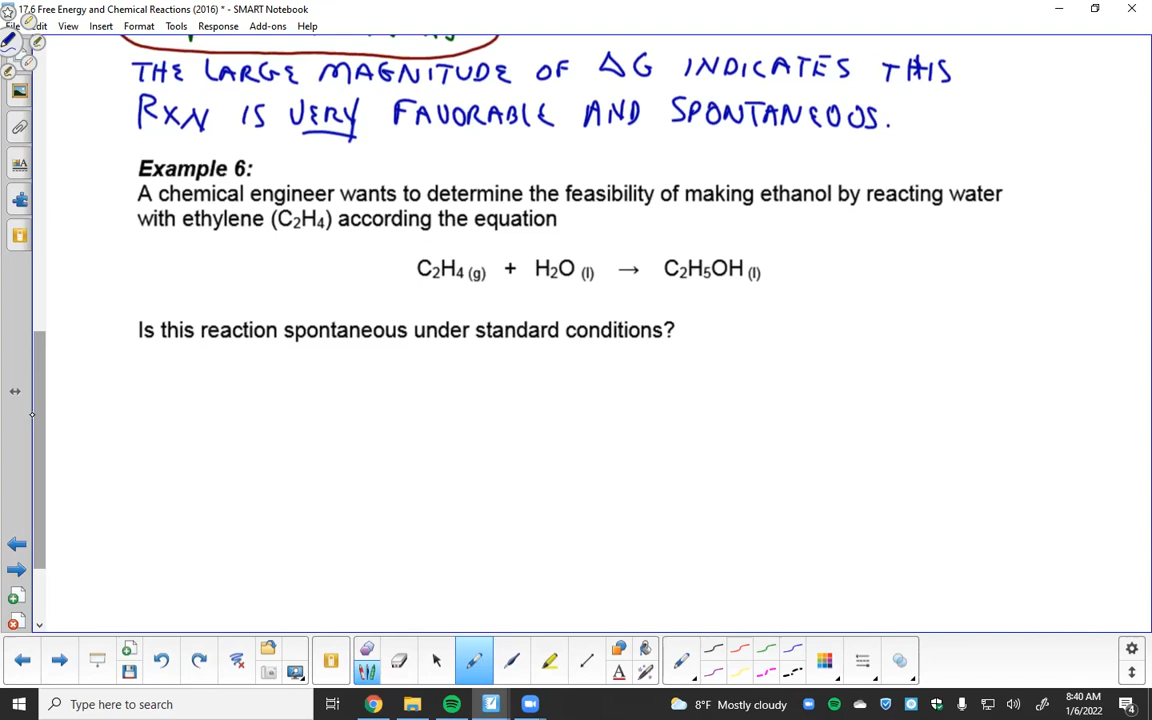 17.6 Free Energy and Chemical Reactions (2016) * - SMART Notebook
View Insert Format Tools Add-ons Help
THE LARGE MAGNITUDE OF ΔG INDICATES THIS
RXN IS VERY FAVORABLE AND SPONTANEOUS.
Example 6:
A chemical engineer wants to determine the feasibility of making ethanol by reacting water
with ethylene (C₂H₄) according the equation
C₂H₄ (g) + H₂O (l) → C₂H₅OH (l)
Is this reaction spontaneous under standard conditions?
Type here to search
8°F Mostly cloudy
8:40 AM
1/6/2022
4